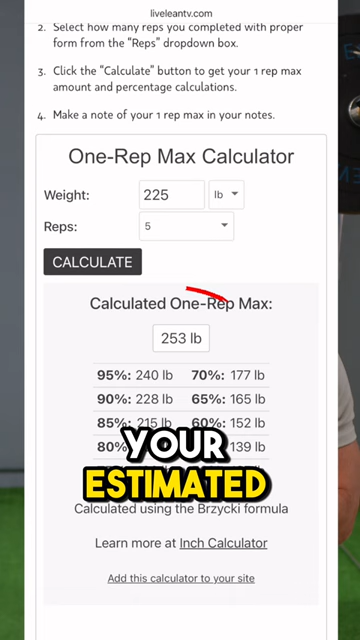 liveleantv.com
2. Select how many reps you completed with proper
form from the "Reps" dropdown box.
3. Click the "Calculate" button to get your 1 rep max
amount and percentage calculations.
4. Make a note of your 1 rep max in your notes.
One-Rep Max Calculator
Weight: 225 lb
Reps: 5
CALCULATE
Calculated One-Rep Max:
253 lb
95%: 240 lb 70%: 177 lb
90%: 228 lb 65%: 165 lb
85%: 215 lb 60%: 152 lb
80% 139 lb
YOUR
ESTIMATED
Calculated using the Brzycki formula
Learn more at Inch Calculator
Add this calculator to your site